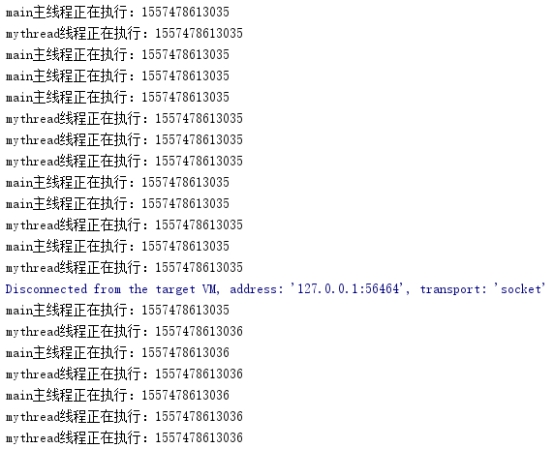 main主线程正在执行：1557478613035
mythread线程正在执行：1557478613035
main主线程正在执行：1557478613035
main主线程正在执行：1557478613035
main主线程正在执行：1557478613035
mythread线程正在执行：1557478613035
mythread线程正在执行：1557478613035
mythread线程正在执行：1557478613035
main主线程正在执行：1557478613035
main主线程正在执行：1557478613035
mythread线程正在执行：1557478613035
main主线程正在执行：1557478613035
mythread线程正在执行：1557478613035
Disconnected from the target VM, address: '127.0.0.1:56464', transport: 'socket'
main主线程正在执行：1557478613035
mythread线程正在执行：1557478613036
main主线程正在执行：1557478613036
mythread线程正在执行：1557478613036
main主线程正在执行：1557478613036
mythread线程正在执行：1557478613036
mythread线程正在执行：1557478613036